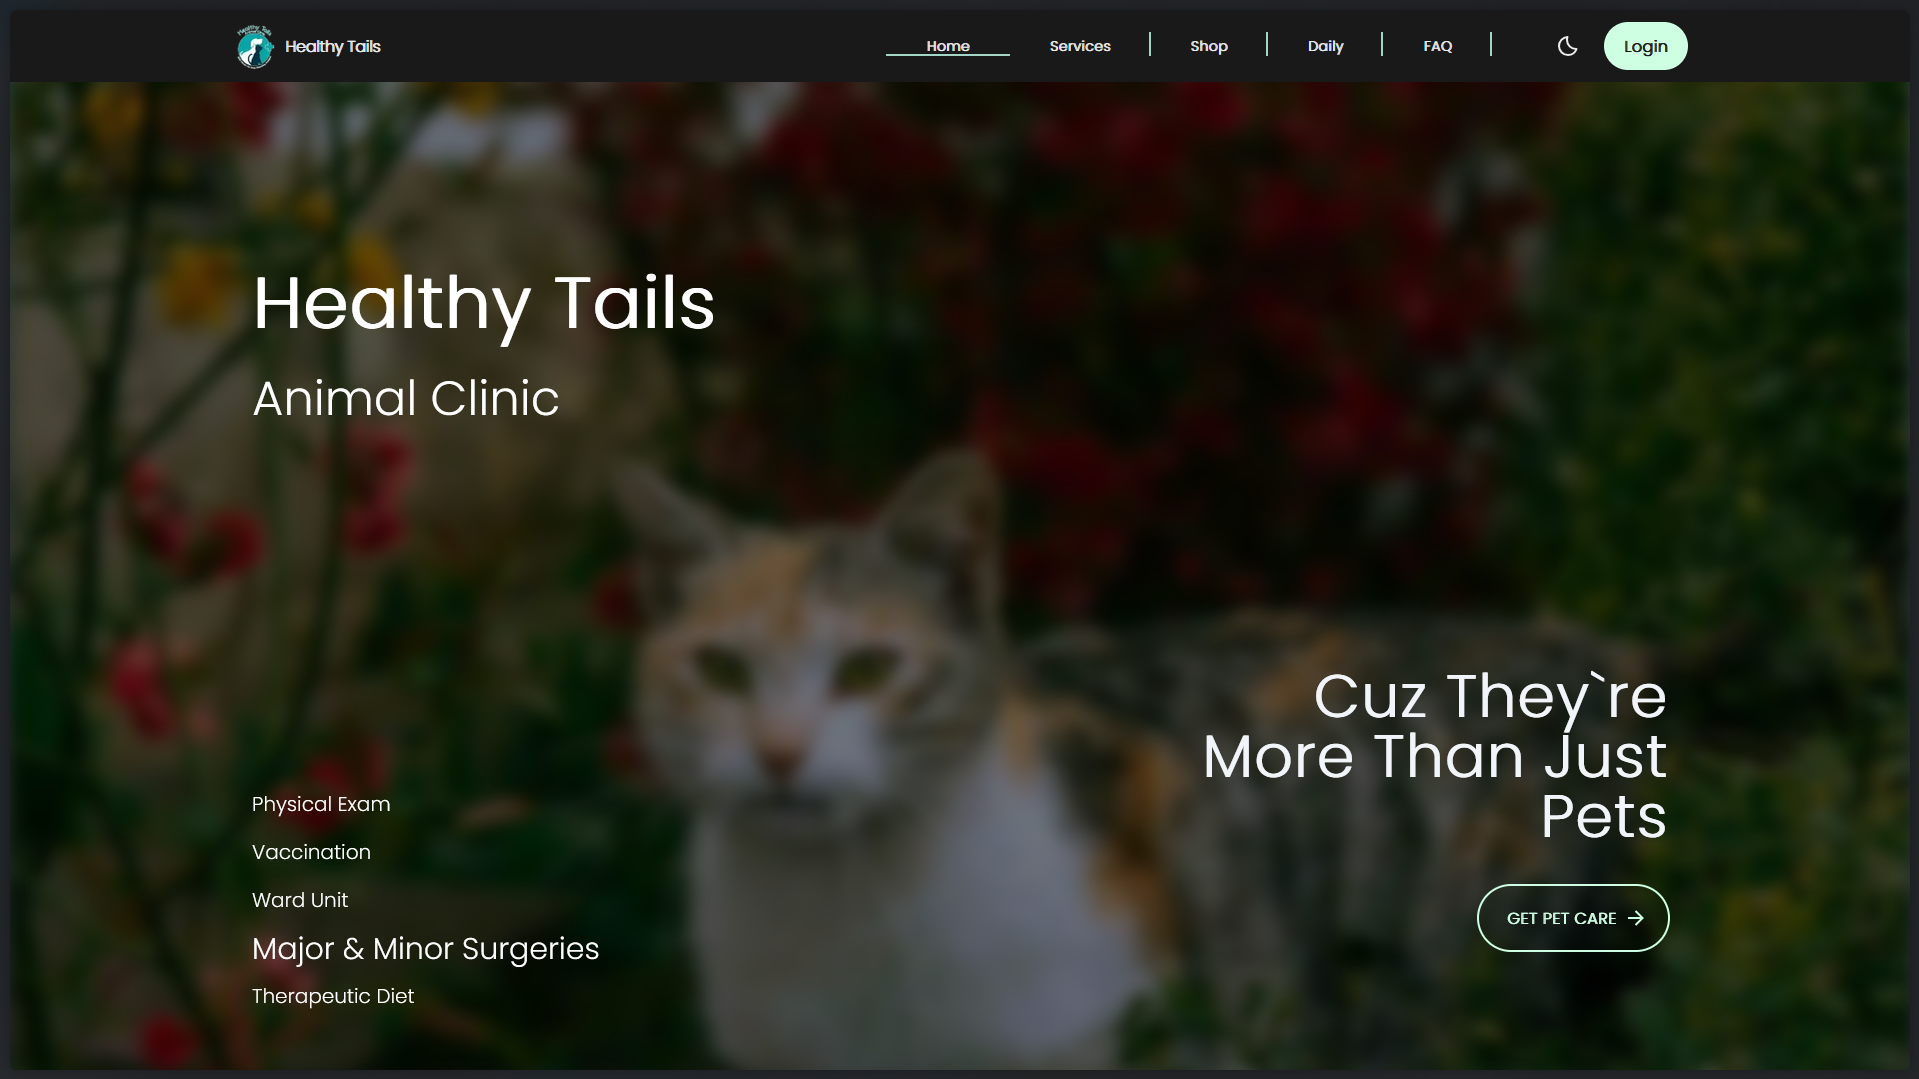 Healthy Tails
Home
Services
Shop
Daily
FAQ
Login
Healthy Tails
Animal Clinic
Cuz They`re
More Than Just
Pets
GET PET CARE
Physical Exam
Vaccination
Ward Unit
Major & Minor Surgeries
Therapeutic Diet